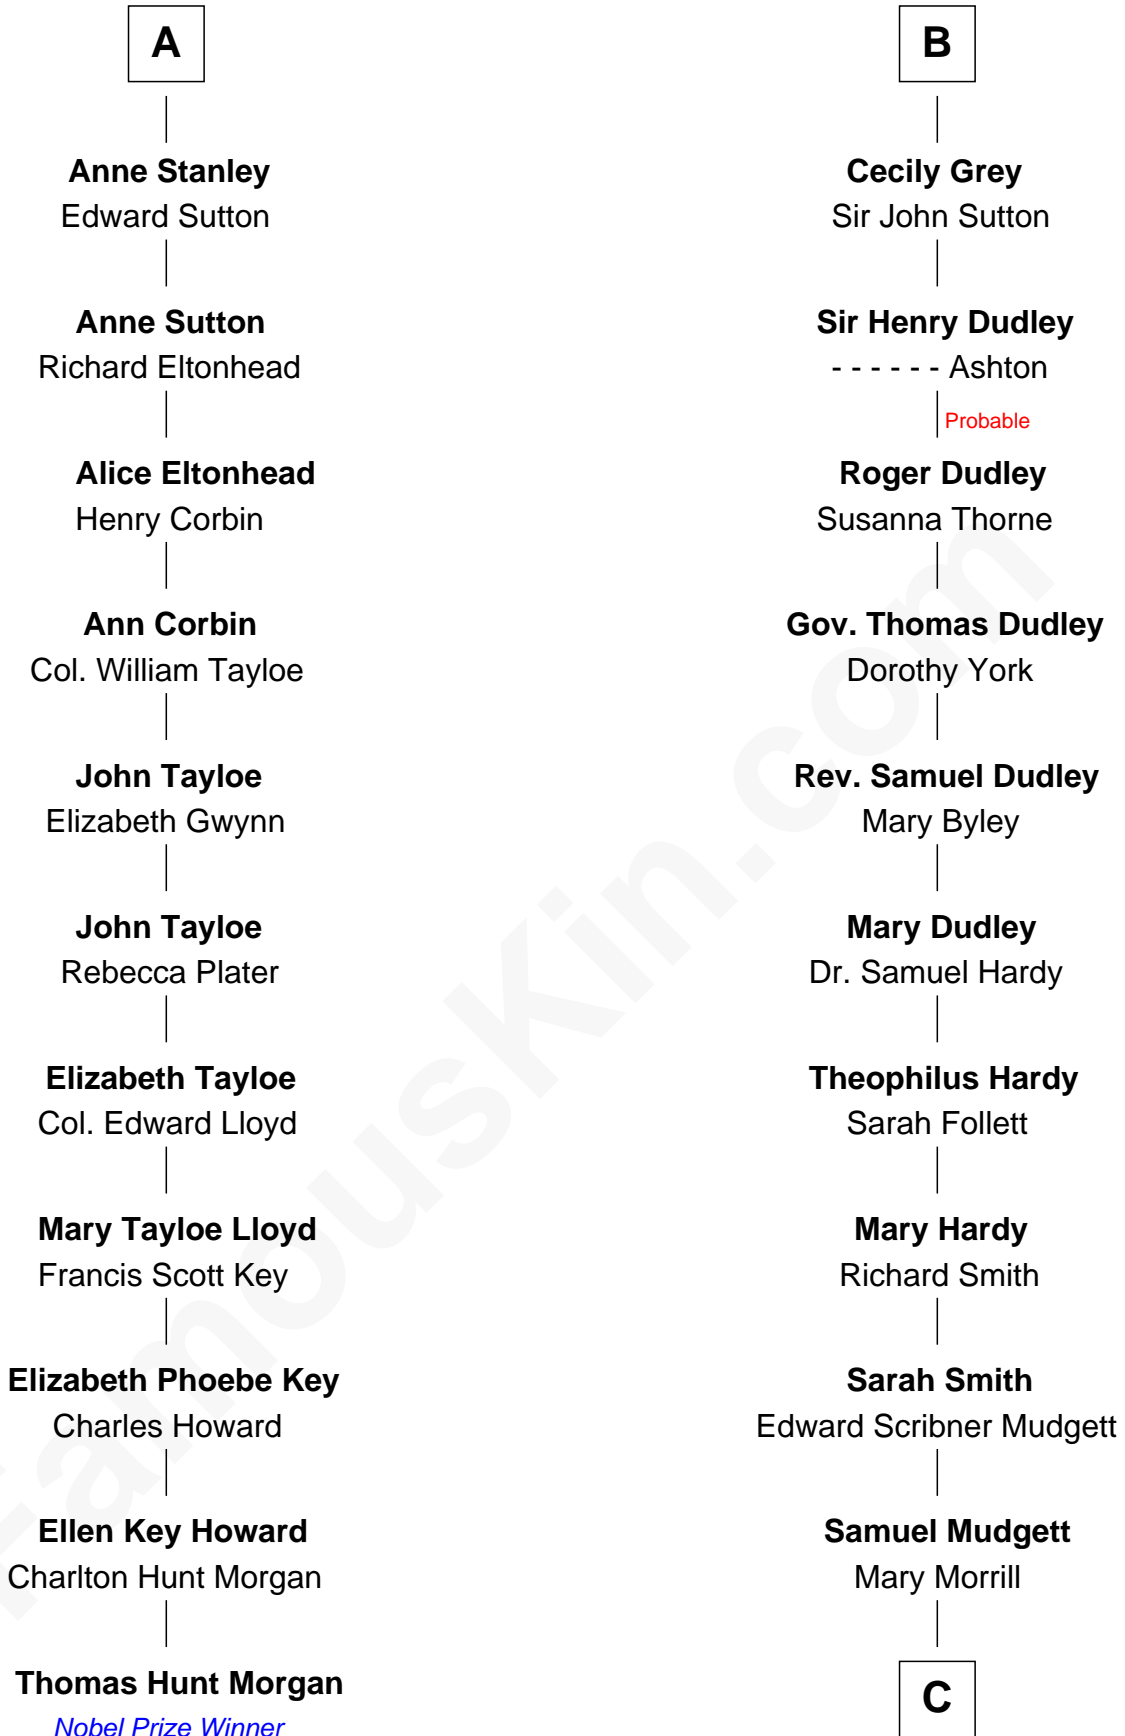 A
Anne Stanley
Edward Sutton
Anne Sutton
Richard Eltonhead
Alice Eltonhead
Henry Corbin
Ann Corbin
Col. William Tayloe
John Tayloe
Elizabeth Gwynn
John Tayloe
Rebecca Plater
Elizabeth Tayloe
Col. Edward Lloyd
Mary Tayloe Lloyd
Francis Scott Key
Elizabeth Phoebe Key
Charles Howard
Ellen Key Howard
Charlton Hunt Morgan
Thomas Hunt Morgan
Nobel Prize Winner
B
Cecily Grey
Sir John Sutton
Sir Henry Dudley
- - - - - - Ashton
Probable
Roger Dudley
Susanna Thorne
Gov. Thomas Dudley
Dorothy York
Rev. Samuel Dudley
Mary Byley
Mary Dudley
Dr. Samuel Hardy
Theophilus Hardy
Sarah Follett
Mary Hardy
Richard Smith
Sarah Smith
Edward Scribner Mudgett
Samuel Mudgett
Mary Morrill
C
FamousKin.com